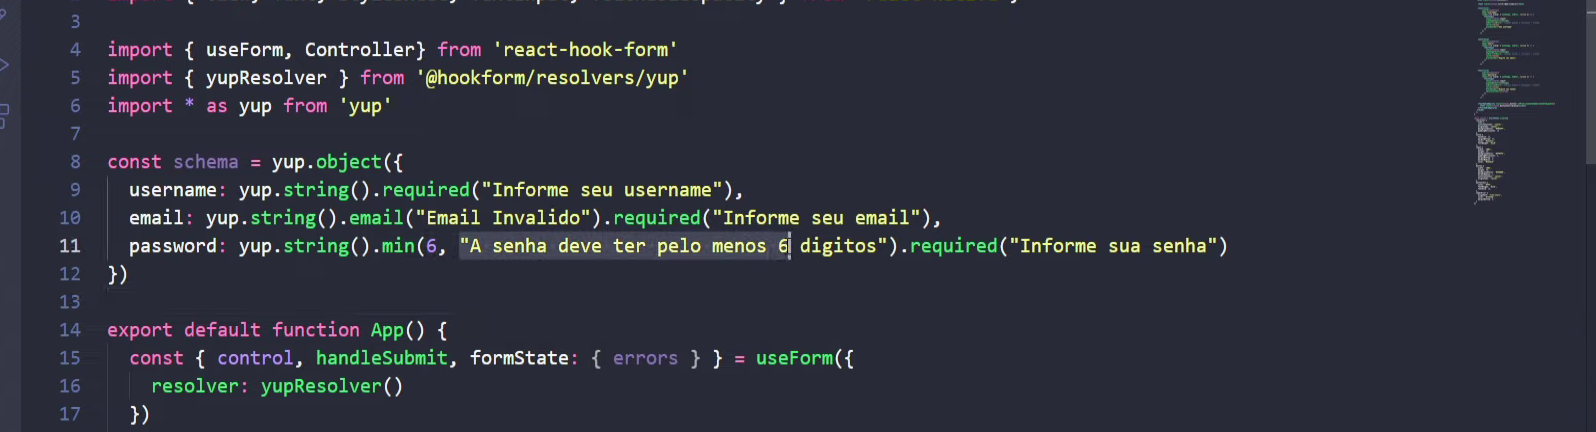 3
4 import { useForm, Controller} from 'react-hook-form'
5 import { yupResolver } from '@hookform/resolvers/yup'
6 import * as yup from 'yup'
7
8 const schema = yup.object({
9 username: yup.string().required("Informe seu username"),
10 email: yup.string().email("Email Invalido").required("Informe seu email"),
11 password: yup.string().min(6, "A senha deve ter pelo menos 6 digitos").required("Informe sua senha")
12 })
13
14 export default function App() {
15 const { control, handleSubmit, formState: { errors } } = useForm({
16 resolver: yupResolver()
17 })